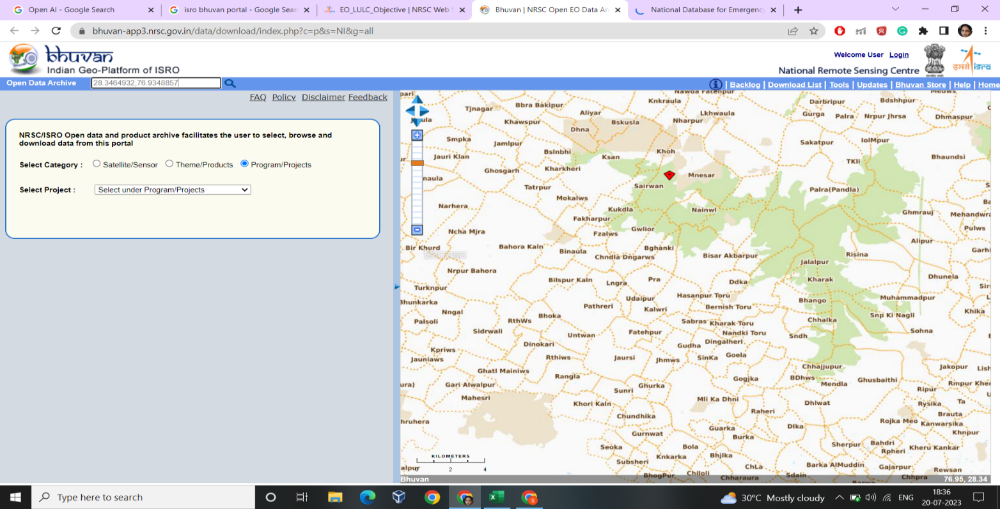 Open AI - Google Search
isro bhuvan portal - Google Sear
EO_LULC_Objective | NRSC Web S
Bhuvan | NRSC Open EO Data Ar
National Database for Emergency
bhuvan-app3.nrsc.gov.in/data/download/index.php?c=p&s=NI&g=all
bhuvan
Indian Geo-Platform of ISRO
Welcome User Login
National Remote Sensing Centre
इसरो isro
Open Data Archive 28.3464932,76.9348857
| Backlog | Download List | Tools | Updates | Bhuvan Store | Help | Home
FAQ Policy Disclaimer Feedback
NRSC/ISRO Open data and product archive facilitates the user to select, browse and
download data from this portal
Select Category : Satellite/Sensor Theme/Products Program/Projects
Select Project : Select under Program/Projects
Nawda Fatehpur
Tjnagar
Bbra Bakipur
Aliyar
Knkraula
Lkhwaula
Darbripur
Bdshhpur
Khawspur
Dhna
Bskusla
Nharpur
Gurga
Palra
Nrpur Jhrsa
Dhmaspur
Smpka
Jamlpur
Sakatpur
IolMpur
Jauri Klan
Bslnbhi
Ksan
Khoh
TKli
Bhaundsi
Ghosgarh
Kharkheri
Mnesar
naula
Tatrpur
Sairwan
Palra(Pandla)
Mokalws
Narhera
Kukdla
Nainwl
Ghmrauj
Mehandwra
Fakharpur
Ncha Mjra
Fzalws
Gwlior
Pulws
Alipur
Bir Khurd
Bahora Kaln
Binaula
Bghanki
Chndla Dngarws
Bisar Akbarpur
Risina
Garhi
Jalalpur
Nrpur Bahora
Bilspur Kaln
Lngra
Pra
Ddka
Kharak
Dhunela
Turknpur
Bhunkarka
Pathreri
Udaipur
Hasanpur Toru
Bhango
Muhammadpur
Nngal
Kalwri
Bernish Toru
Palsoli
RthWs
Bhoka
Sabras
Kharak Toru
Chhalka
Snp Ki Nagli
Khika
Sidrwali
Untwan
Fatehpur
Nandki Toru
Sndh
Sohna
Dinokari
Gudha
Dingalheri
Kpriws
Jauniaws
Rthiws
Jaursi
Jhmws
SinKa
Goela
Ghatl Mainiws
Rangla
Chhajjupur
Jakopur
Gari Alwalpur
Sunri
Ghurka
Gogjka
BDhws
Mendla
Ghusbaithi
Mahesri
Khori Kaln
Mli Ka Dhni
Dhlwat
Ripur
Rmpur Kher
Rysika
Ta
Chundhika
Raheri
Brauta
hruhera
Gurnwat
Guarka
Dlka
Rojka Meo
Kanwarsika
Burka
Khnpur
Seoka
Bola
Sherpur
Bahdri
Rpheri
Kheru Kankar
Subsheri
Knkarka
Bhjlka
ChLa
Barka AlMuddin
Gajarpur
Rewsan
BhogPur
Chiloli
Chharaura
Sdain
Chhpra
KILOMETERS
0 2 4
Bhuvan 76.95, 28.34
Type here to search
30°C Mostly cloudy ENG 18:36
20-07-2023